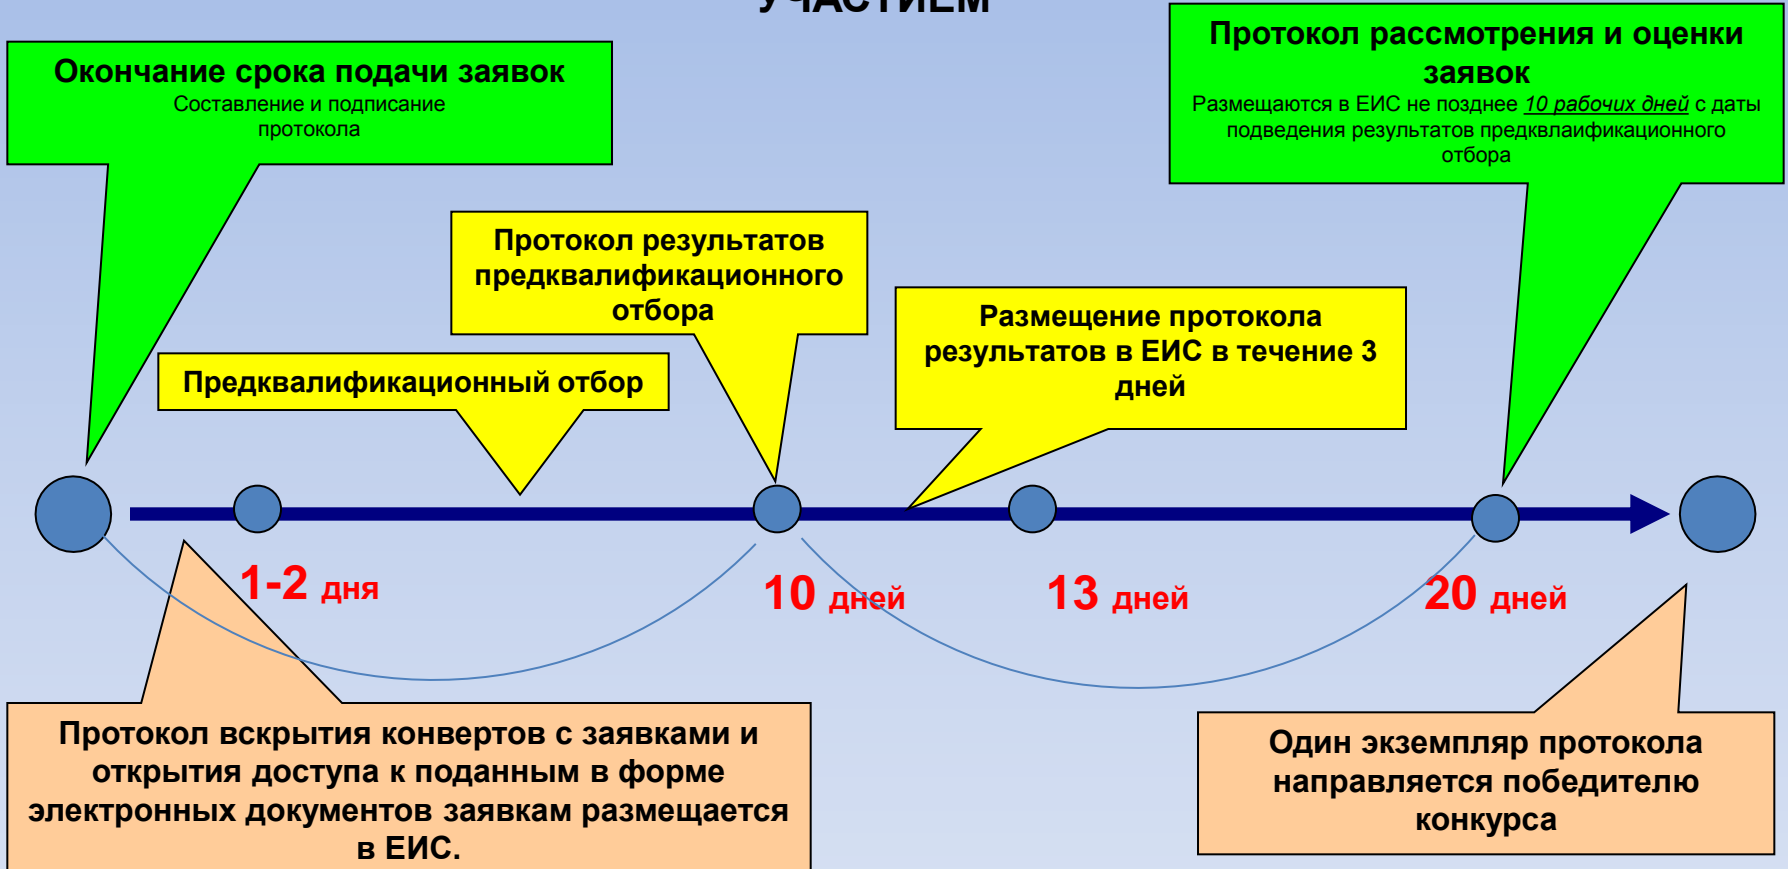 УЧАСТИЕМ
Окончание срока подачи заявок
Составление и подписание
протокола
Протокол рассмотрения и оценки
заявок
Размещаются в ЕИС не позднее 10 рабочих дней с даты
подведения результатов предквлаификационного
отбора
Протокол результатов
предквалификационного
отбора
Размещение протокола
результатов в ЕИС в течение 3
дней
Предквалификационный отбор
1-2 дня
10 дней
13 дней
20 дней
Протокол вскрытия конвертов с заявками и
открытия доступа к поданным в форме
электронных документов заявкам размещается
в ЕИС.
Один экземпляр протокола
направляется победителю
конкурса